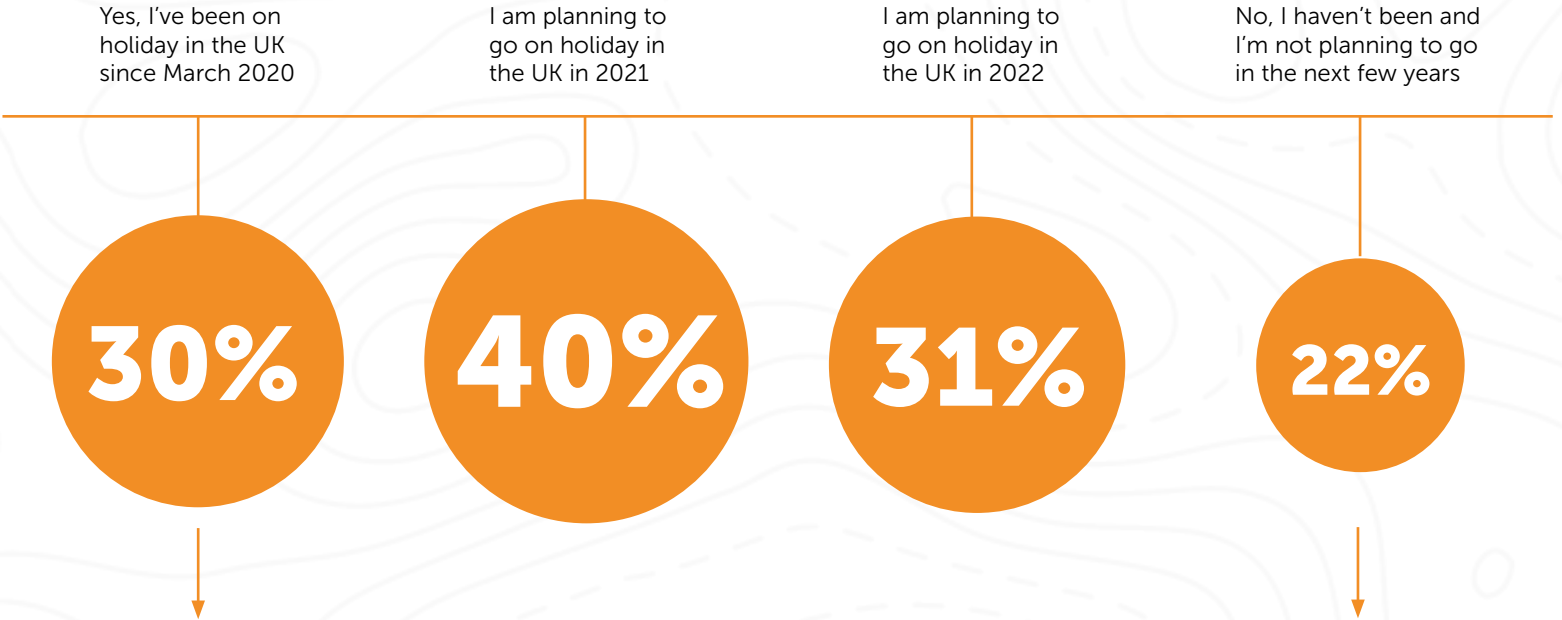 Yes, I've been on
holiday in the UK
since March 2020
I am planning to
go on holiday in
the UK in 2021
I am planning to
go on holiday in
the UK in 2022
No, I haven't been and
I'm not planning to go
in the next few years
30%
40%
31%
22%